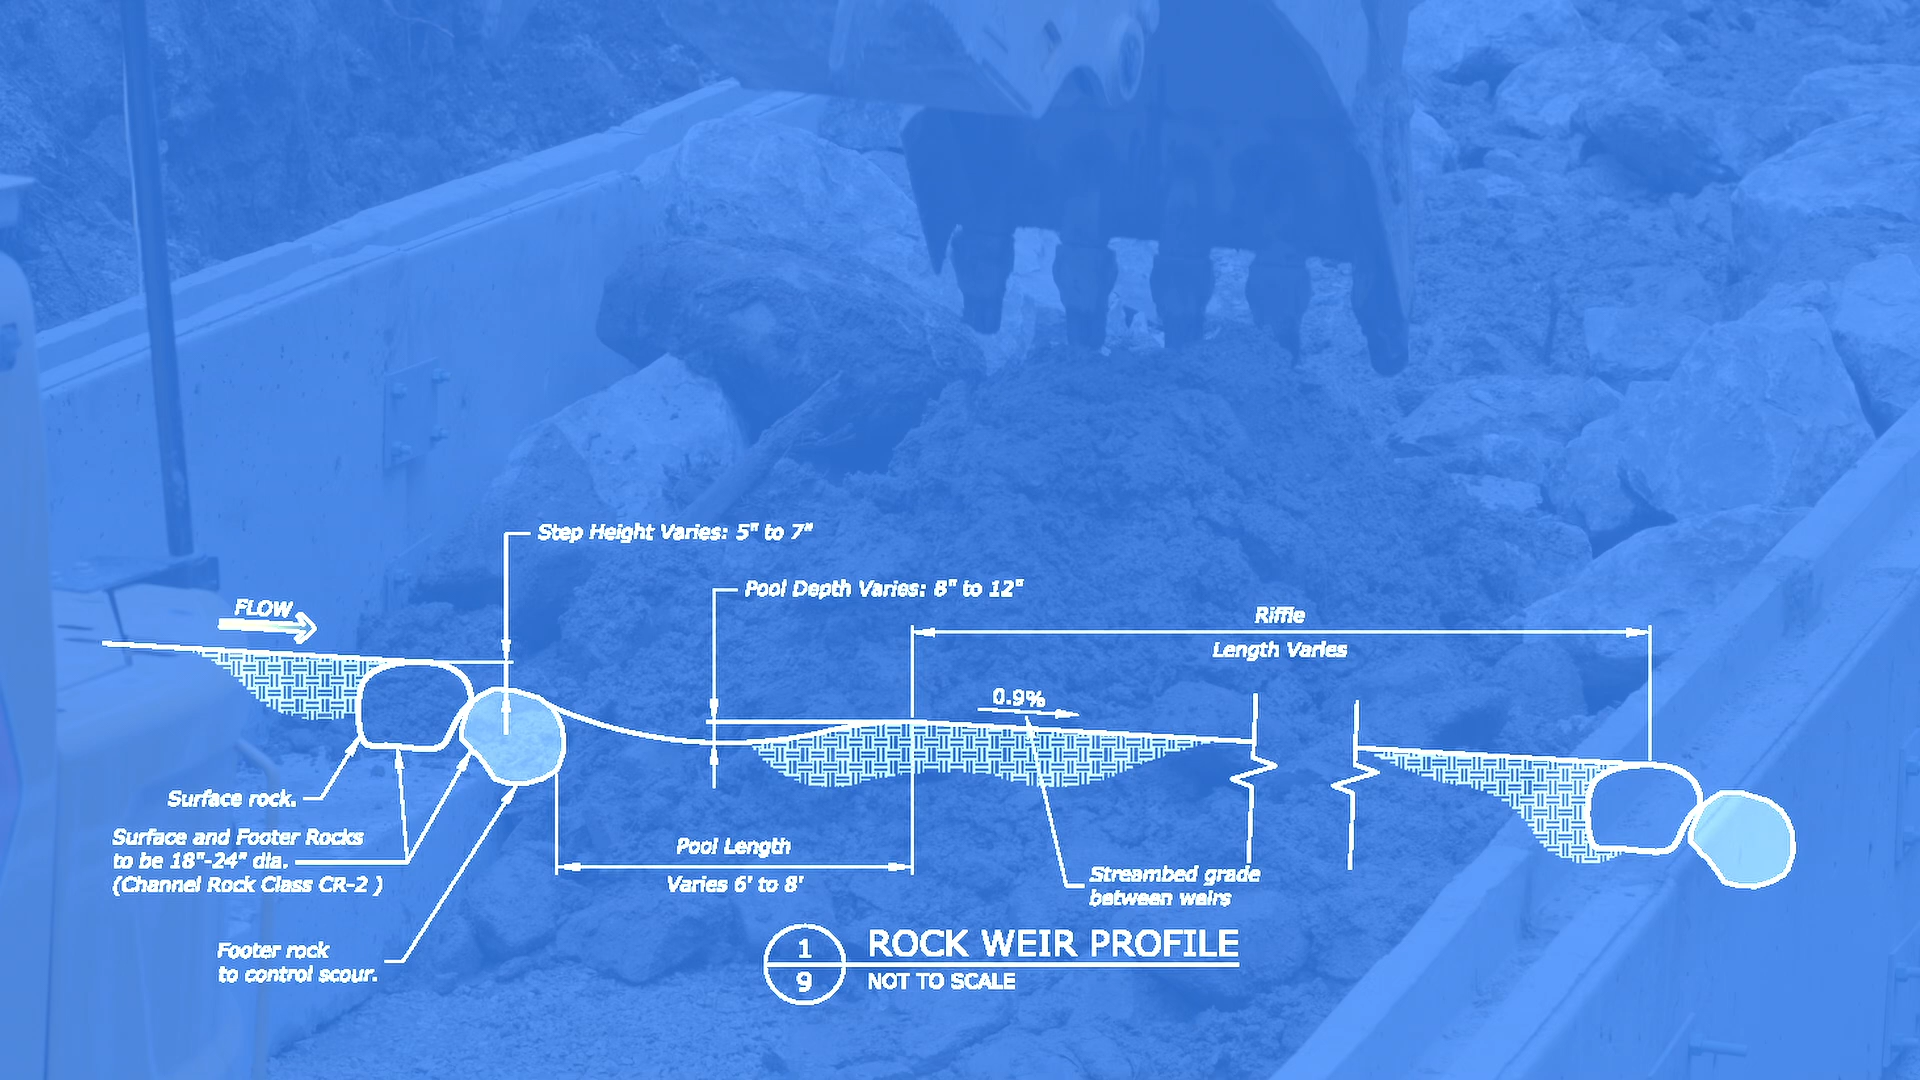 Step Height Varies: 5" to 7"
Pool Depth Varies: 8" to 12"
FLOW
Riffle
Length Varies
0.9%
Surface rock.
Surface and Footer Rocks
to be 18"-24" dia.
(Channel Rock Class CR-2 )
Pool Length
Varies 6' to 8'
Streambed grade
between weirs
Footer rock
to control scour.
1
9
ROCK WEIR PROFILE
NOT TO SCALE